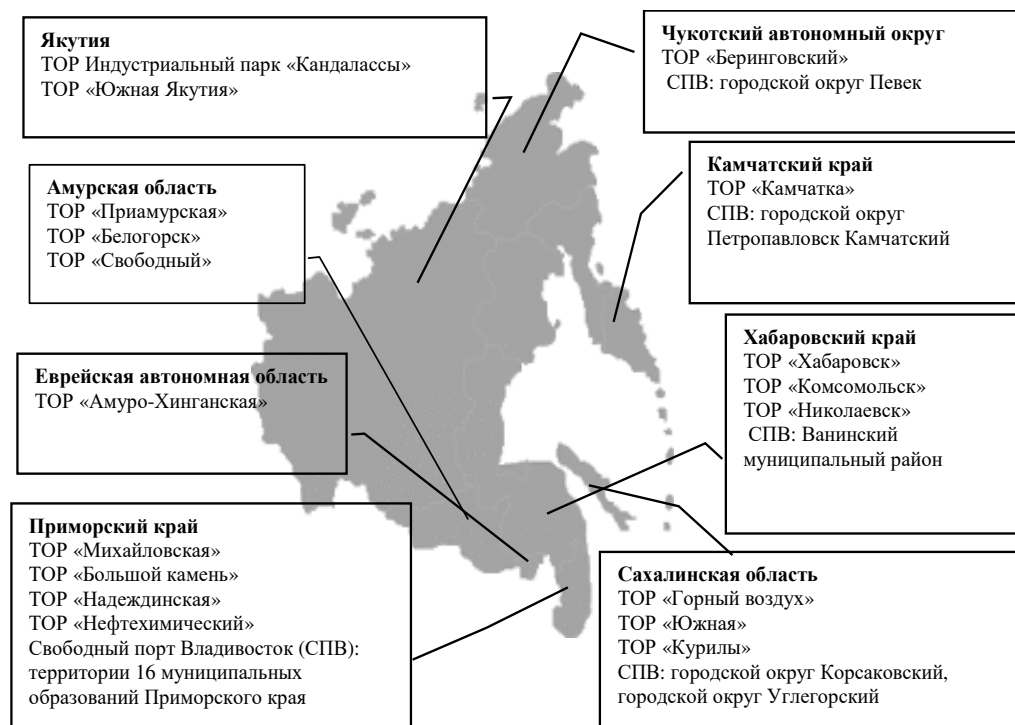 Якутия
ТОР Индустриальный парк «Кандалассы»
ТОР «Южная Якутия»
Чукотский автономный округ
ТОР «Беринговский»
СПВ: городской округ Певек
Амурская область
ТОР «Приамурская»
ТОР «Белогорск»
ТОР «Свободный»
Камчатский край
ТОР «Камчатка»
СПВ: городской округ
Петропавловск Камчатский
Еврейская автономная область
ТОР «Амуро-Хинганская»
Хабаровский край
ТОР «Хабаровск»
ТОР «Комсомольск»
ТОР «Николаевск»
СПВ: Ванинский
муниципальный район
Приморский край
ТОР «Михайловская»
ТОР «Большой камень»
ТОР «Надеждинская»
ТОР «Нефтехимический»
Свободный порт Владивосток (СПВ):
территории 16 муниципальных
образований Приморского края
Сахалинская область
ТОР «Горный воздух»
ТОР «Южная»
ТОР «Курилы»
СПВ: городской округ Корсаковский,
городской округ Углегорский